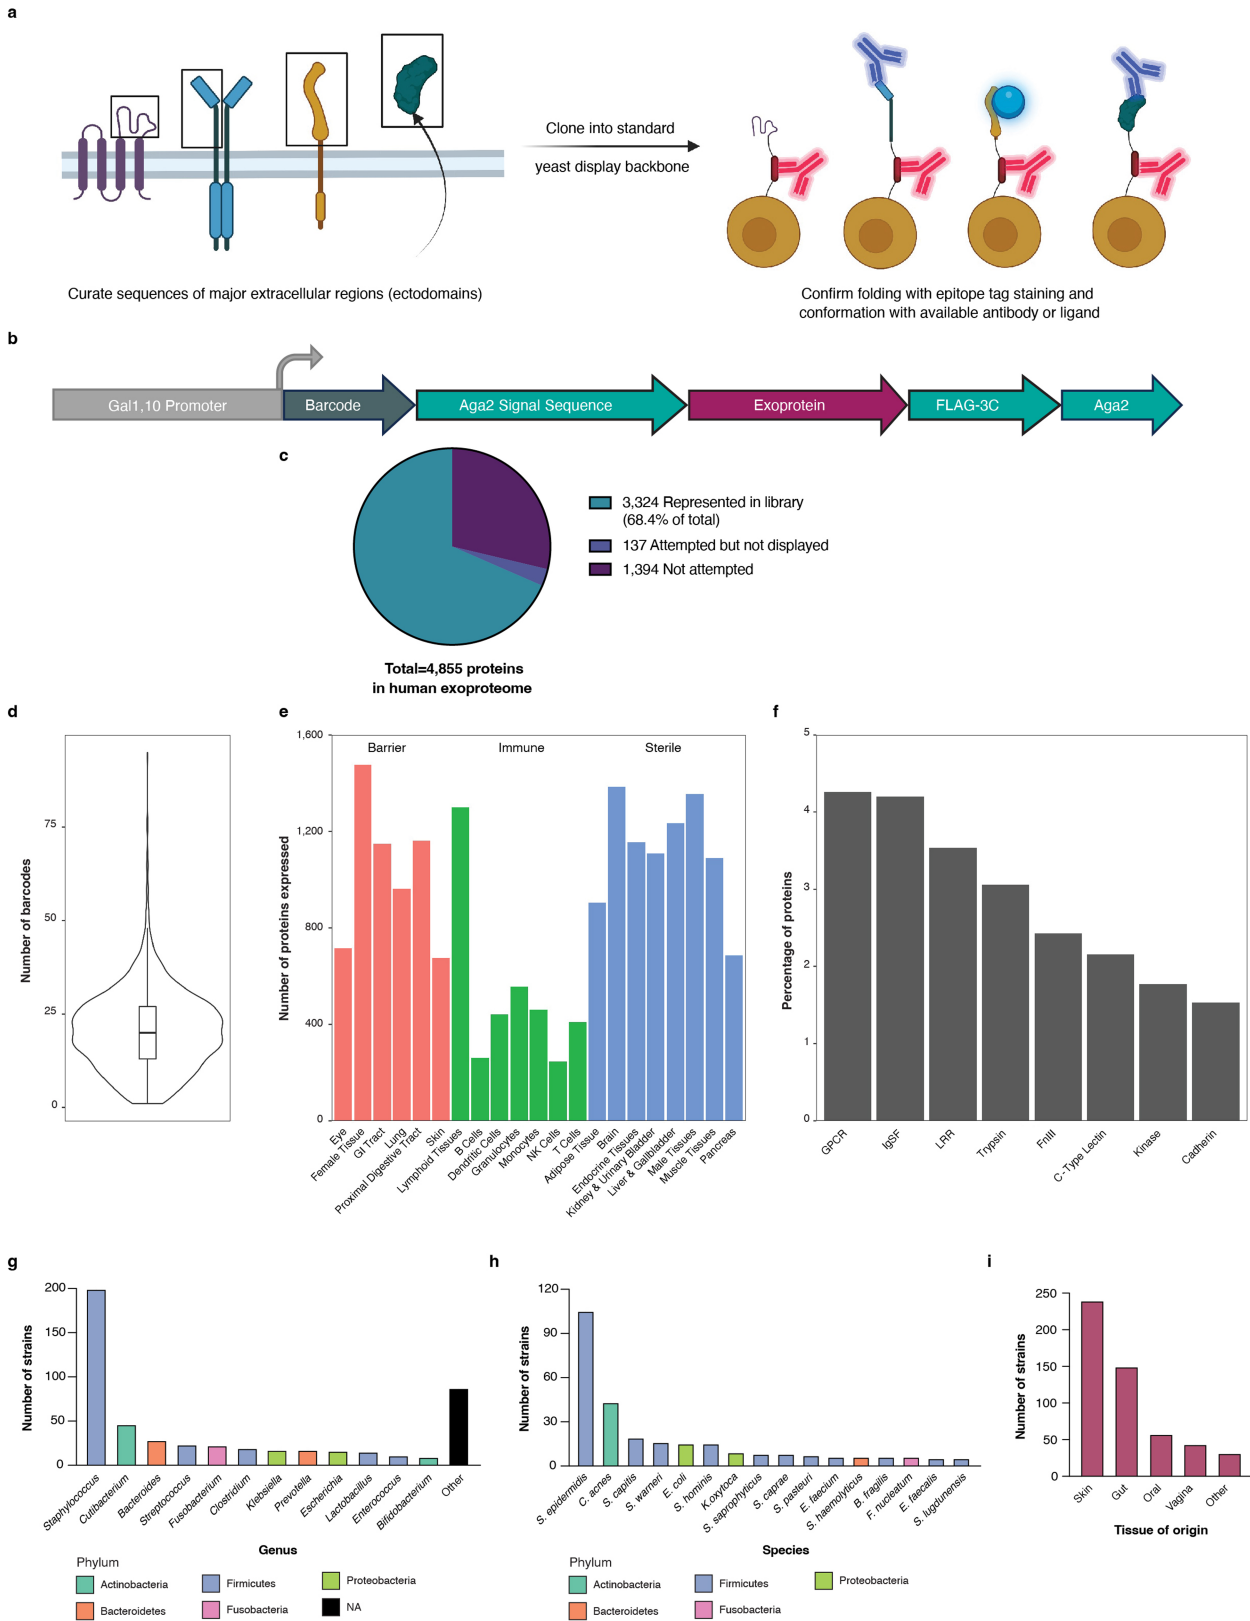 a
Clone into standard
yeast display backbone
Curate sequences of major extracellular regions (ectodomains)
Confirm folding with epitope tag staining and
conformation with available antibody or ligand
b
Gal1,10 Promoter
Barcode
Aga2 Signal Sequence
Exoprotein
FLAG-3C
Aga2
c
3,324 Represented in library
(68.4% of total)
137 Attempted but not displayed
1,394 Not attempted
Total=4,855 proteins
in human exoproteome
d
Number of barcodes
75
50
25
0
e
Number of proteins expressed
1,600
1,200
800
400
0
Barrier
Immune
Sterile
Eye
Female Tissue
GI Tract
Lung
Proximal Digestive Tract
Skin
Lymphoid Tissues
B Cells
Dendritic Cells
Granulocytes
Monocytes
NK Cells
T Cells
Adipose Tissue
Brain
Endocrine Tissues
Kidney & Urinary Bladder
Liver & Gallbladder
Male Tissues
Muscle Tissues
Pancreas
f
Percentage of proteins
5
4
3
2
1
0
GPCR
IgSF
LRR
Trypsin
FnIII
C-Type Lectin
Kinase
Cadherin
g
Number of strains
200
150
100
50
0
Staphylococcus
Cutibacterium
Bacteroides
Streptococcus
Fusobacterium
Clostridium
Klebsiella
Prevotella
Escherichia
Lactobacillus
Enterococcus
Bifidobacterium
Other
Genus
Phylum
Actinobacteria
Firmicutes
Proteobacteria
Bacteroidetes
Fusobacteria
NA
h
Number of strains
120
90
60
30
0
S. epidermidis
C. acnes
S. capitis
S. warneri
E. coli
S. hominis
K.oxytoca
S. saprophyticus
S. caprae
S. pasteuri
E. faecium
S. haemolyticus
B. fragilis
F. nucleatum
E. faecalis
S. lugdunensis
Species
Phylum
Actinobacteria
Firmicutes
Proteobacteria
Bacteroidetes
Fusobacteria
i
Number of strains
250
200
150
100
50
0
Skin
Gut
Oral
Vagina
Other
Tissue of origin